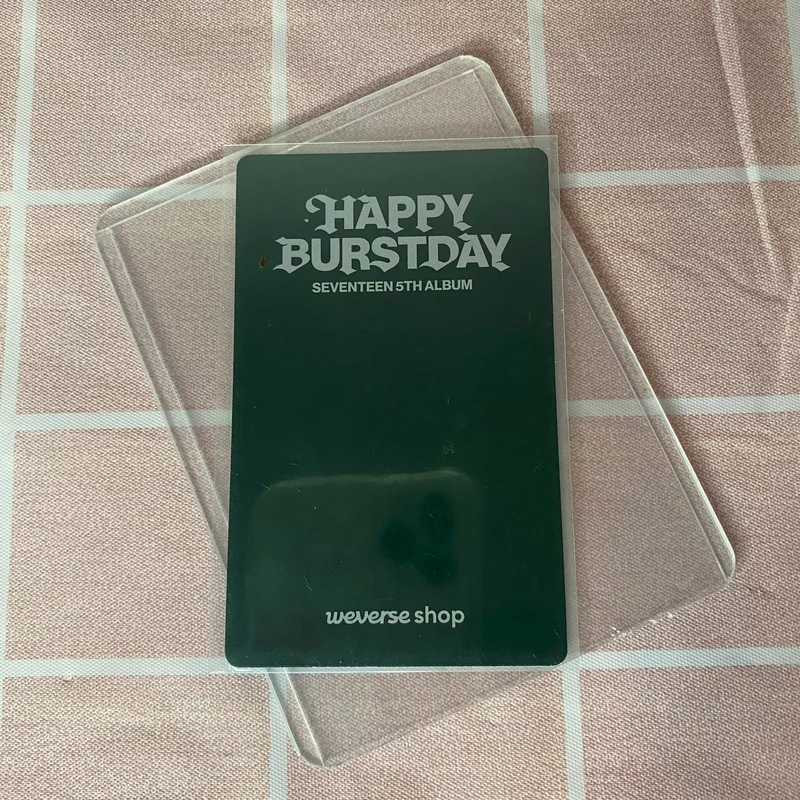 HAPPY
BURSTDAY
SEVENTEEN 5TH ALBUM
weverse shop